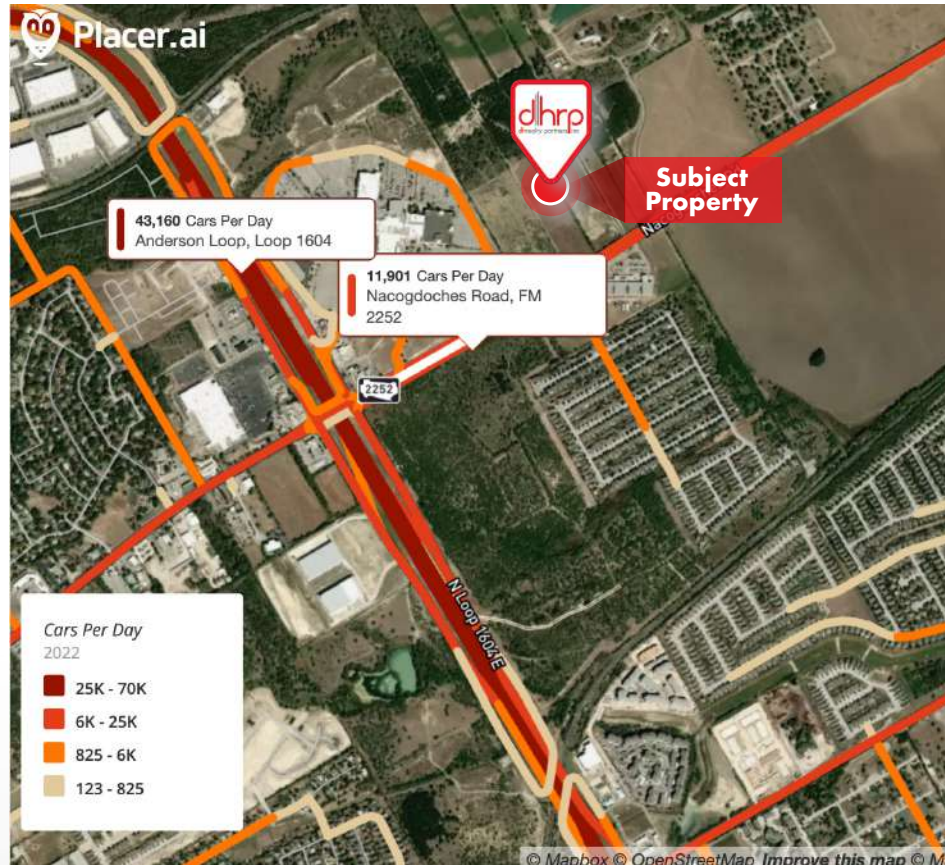 Placer.ai
dhrp
Subject
Property
43,160 Cars Per Day
Anderson Loop, Loop 1604
11,901 Cars Per Day
Nacogdoches Road, FM
2252
2252
N Loop 1604 E
Cars Per Day
2022
25K - 70K
6K - 25K
825 - 6K
123 - 825
© Mapbox © OpenStreetMap Improve this map © M